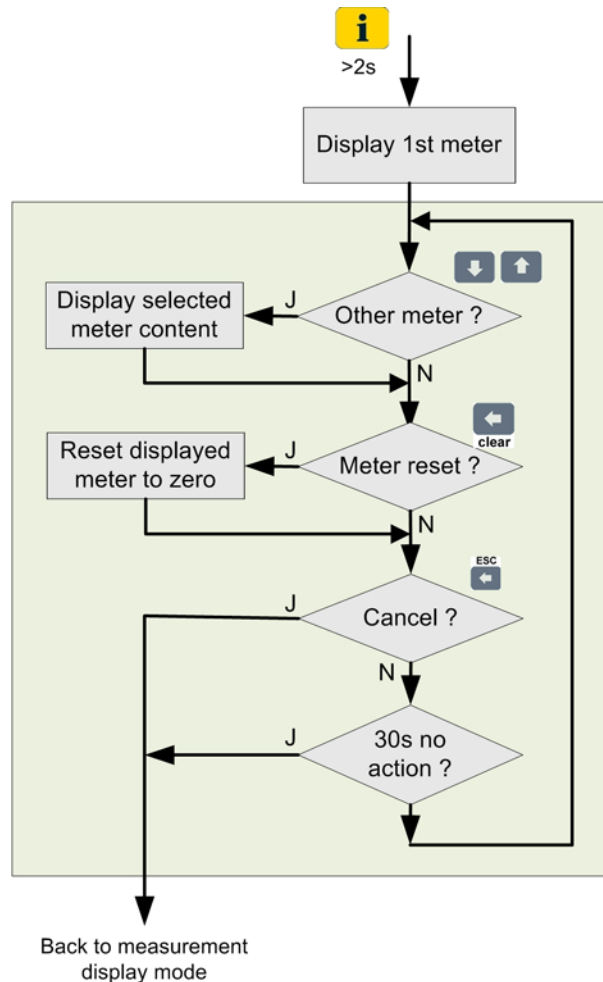 i
>2s
Display 1st meter
Display selected
meter content
J
Other meter ?
N
Reset displayed
meter to zero
J
Meter reset ?
clear
N
ESC
J
Cancel ?
N
J
30s no
action ?
Back to measurement
display mode